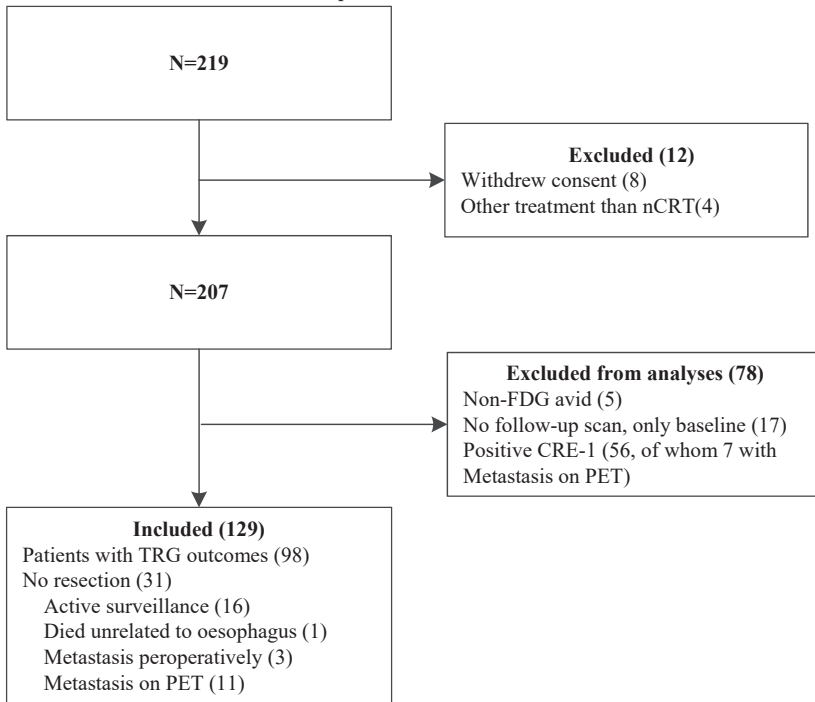 N=219
Excluded (12)
Withdrew consent (8)
Other treatment than nCRT(4)
N=207
Excluded from analyses (78)
Non-FDG avid (5)
No follow-up scan, only baseline (17)
Positive CRE-1 (56, of whom 7 with
Metastasis on PET)
Included (129)
Patients with TRG outcomes (98)
No resection (31)
Active surveillance (16)
Died unrelated to oesophagus (1)
Metastasis peroperatively (3)
Metastasis on PET (11)